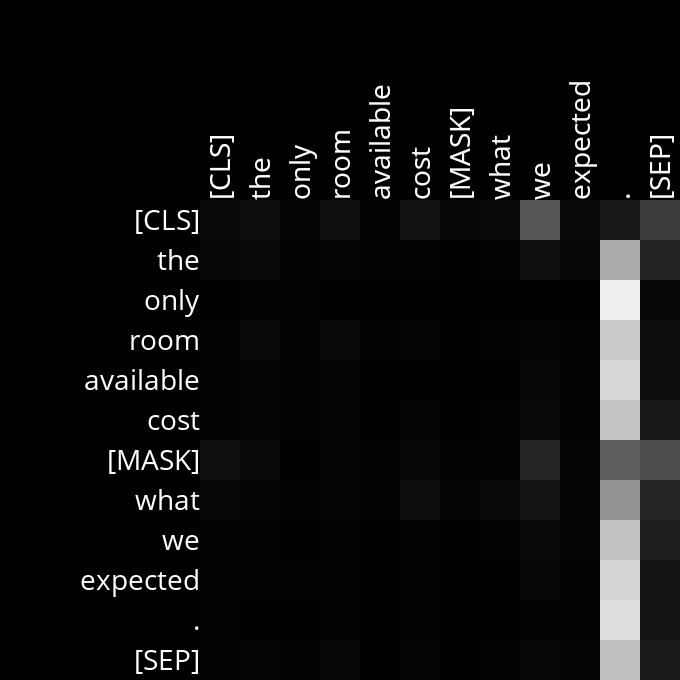 [CLS] the only room available cost [MASK] what we expected . [SEP]
[CLS]
the
only
room
available
cost
[MASK]
what
we
expected
.
[SEP]